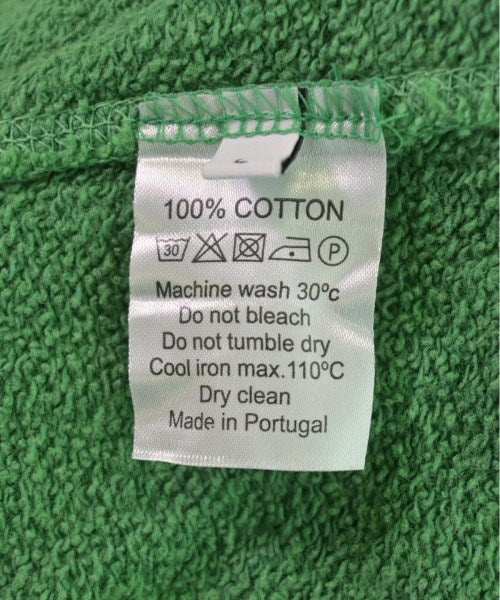 100% COTTON
30 P
Machine wash 30ºc
Do not bleach
Do not tumble dry
Cool iron max.110ºC
Dry clean
Made in Portugal